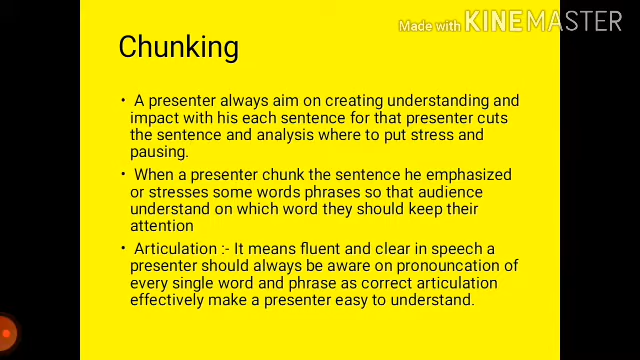 Made with KINEMASTER
Chunking
• A presenter always aim on creating understanding and
impact with his each sentence for that presenter cuts
the sentence and analysis where to put stress and
pausing.
• When a presenter chunk the sentence he emphasized
or stresses some words phrases so that audience
understand on which word they should keep their
attention
• Articulation :- It means fluent and clear in speech a
presenter should always be aware on pronouncation of
every single word and phrase as correct articulation
effectively make a presenter easy to understand.